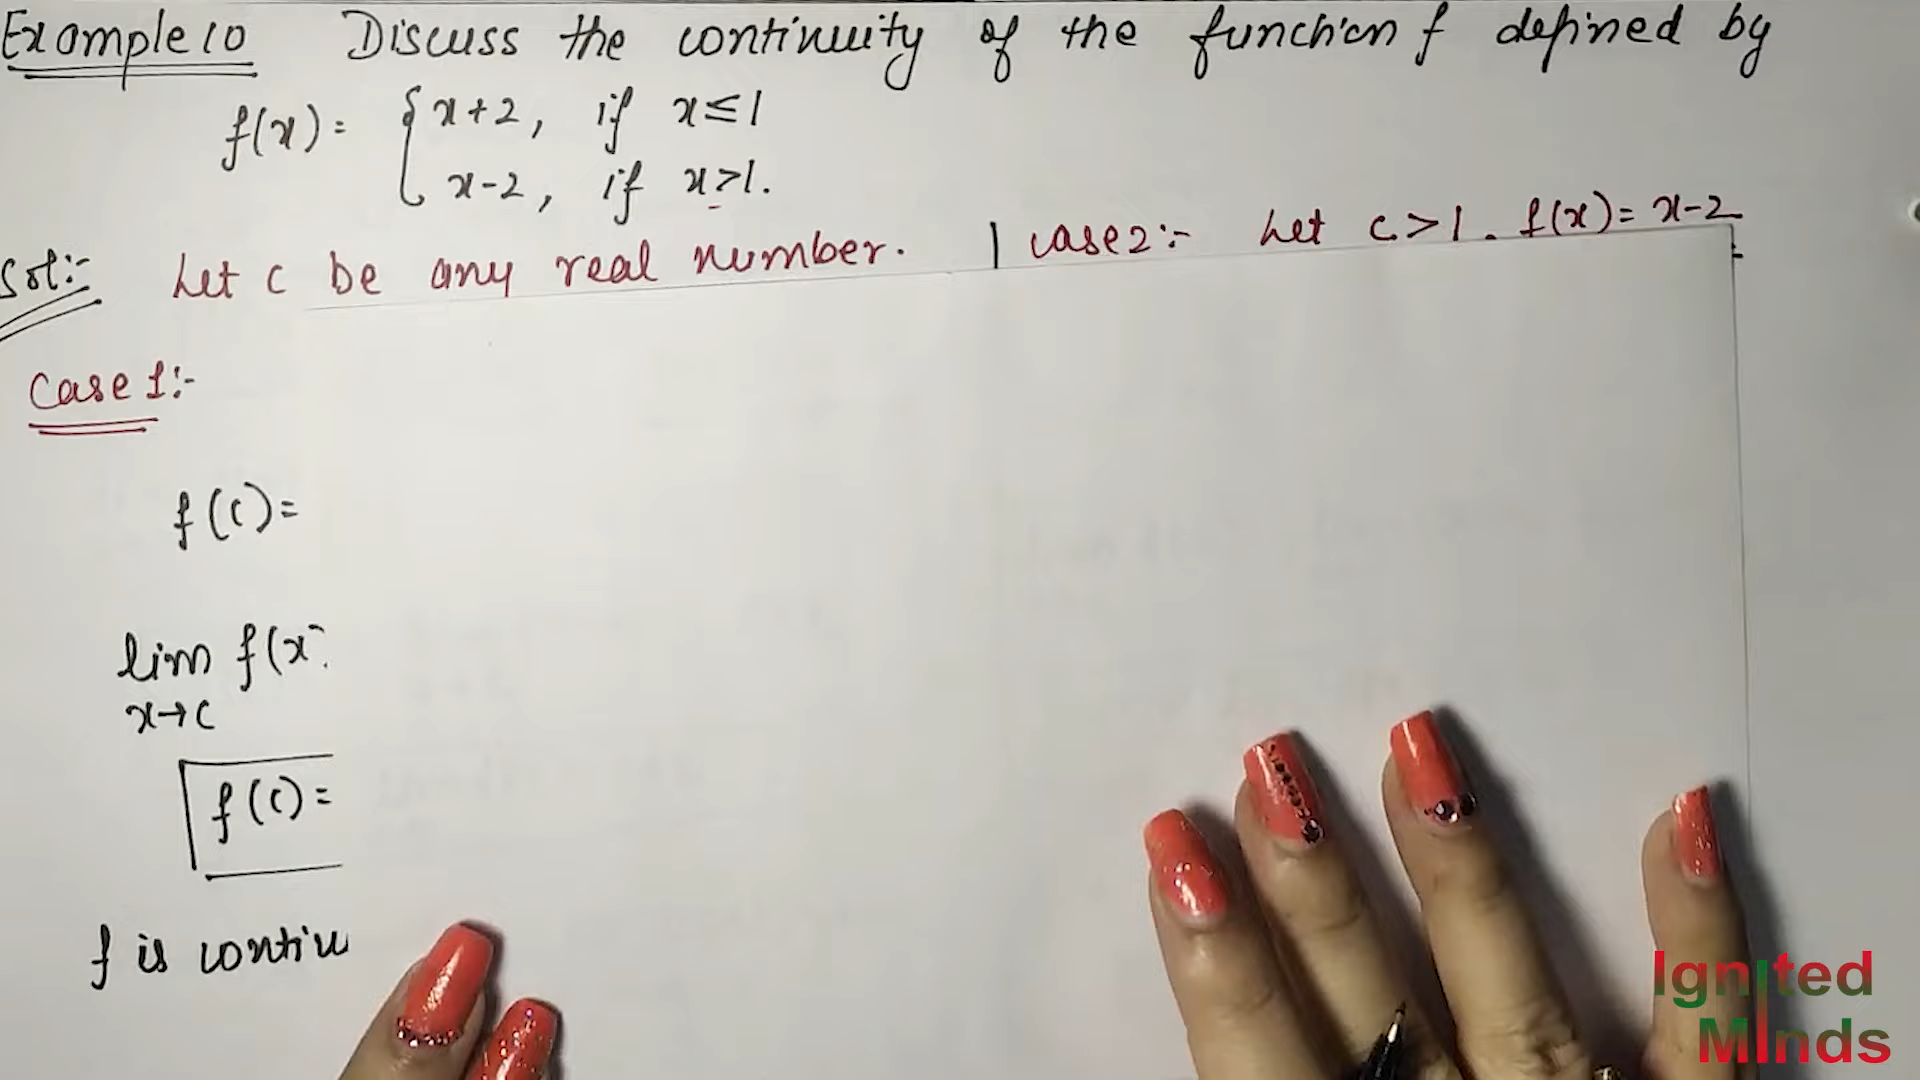 Example 10 Discuss the continuity of the function f defined by
f(x) = { x+2, if x ≤ 1
x-2, if x > 1.
Sol:- Let c be any real number. | Case 2:- Let c > 1. f(x) = x-2
Case 1:-
f(c) =
lim f(x)
x→c
f(c) =
f is continu
Ignited
Minds